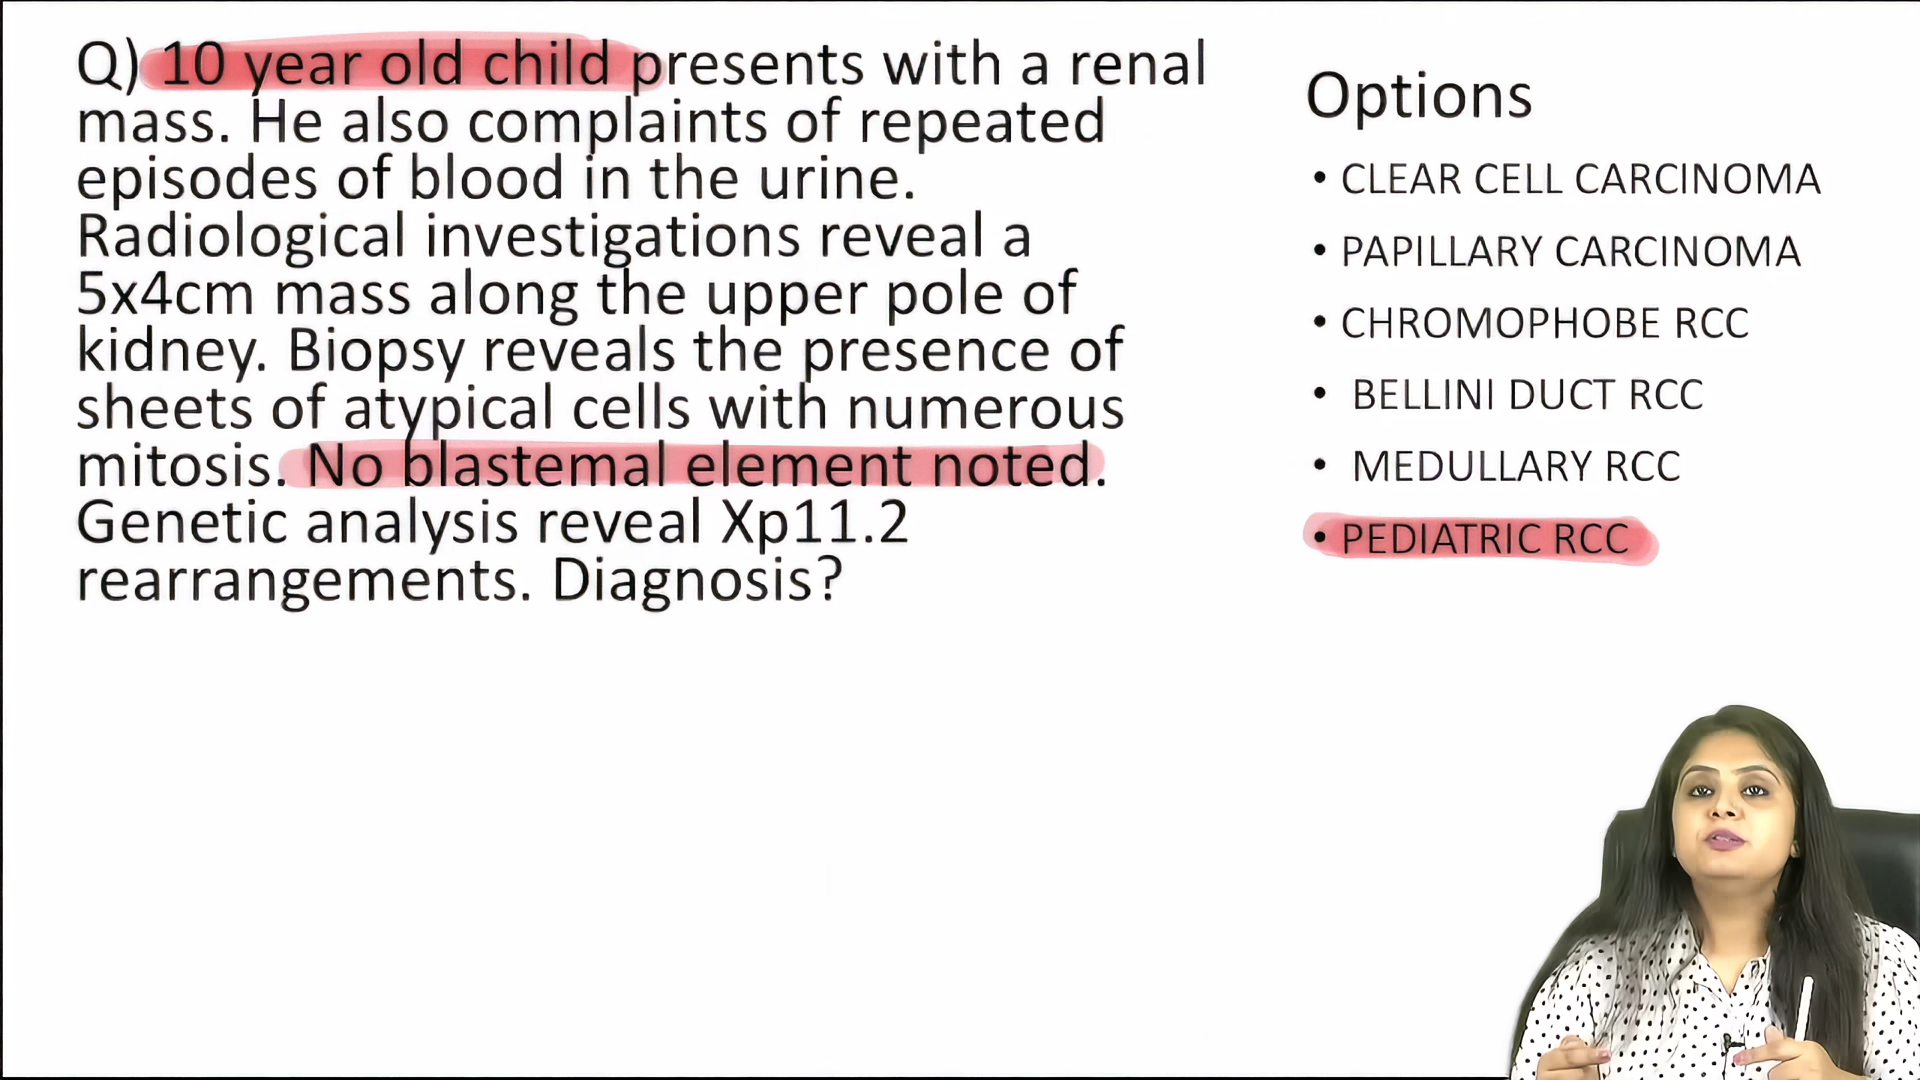 Q) 10 year old child presents with a renal
mass. He also complaints of repeated
episodes of blood in the urine.
Radiological investigations reveal a
5x4cm mass along the upper pole of
kidney. Biopsy reveals the presence of
sheets of atypical cells with numerous
mitosis. No blastemal element noted.
Genetic analysis reveal Xp11.2
rearrangements. Diagnosis?
Options
• CLEAR CELL CARCINOMA
• PAPILLARY CARCINOMA
• CHROMOPHOBE RCC
• BELLINI DUCT RCC
• MEDULLARY RCC
• PEDIATRIC RCC